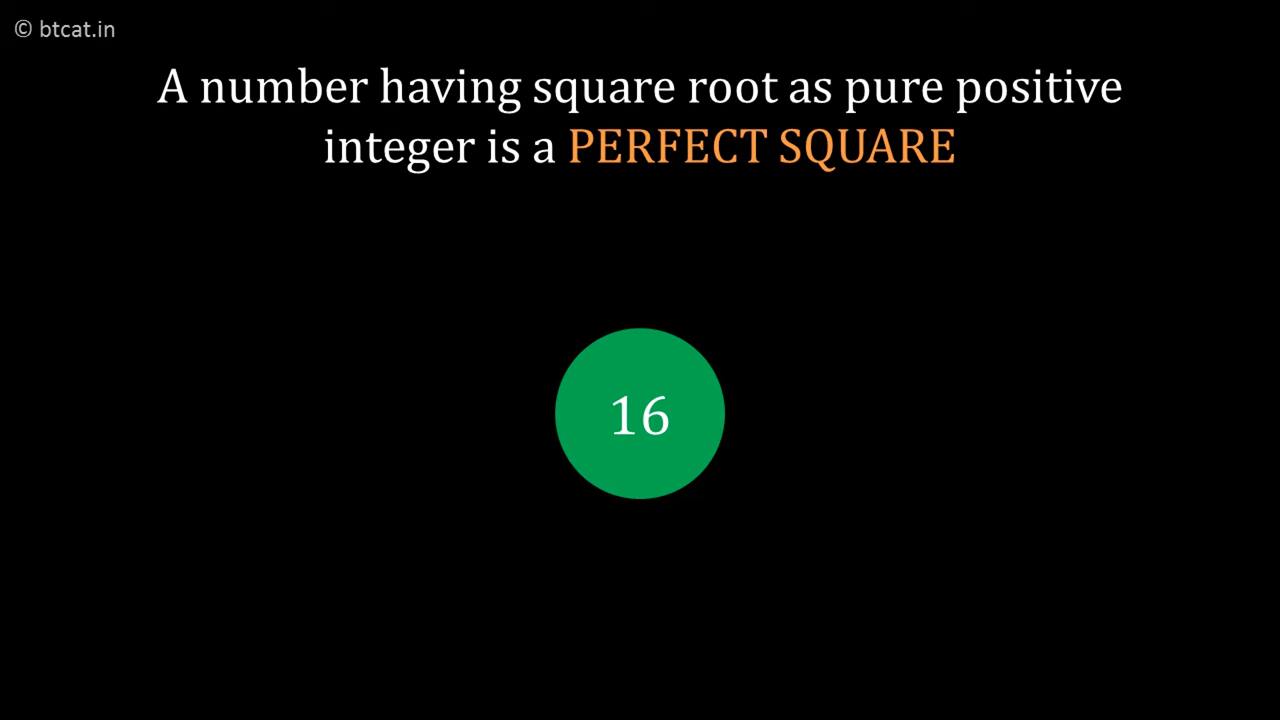 © btcat.in
A number having square root as pure positive
integer is a PERFECT SQUARE
16